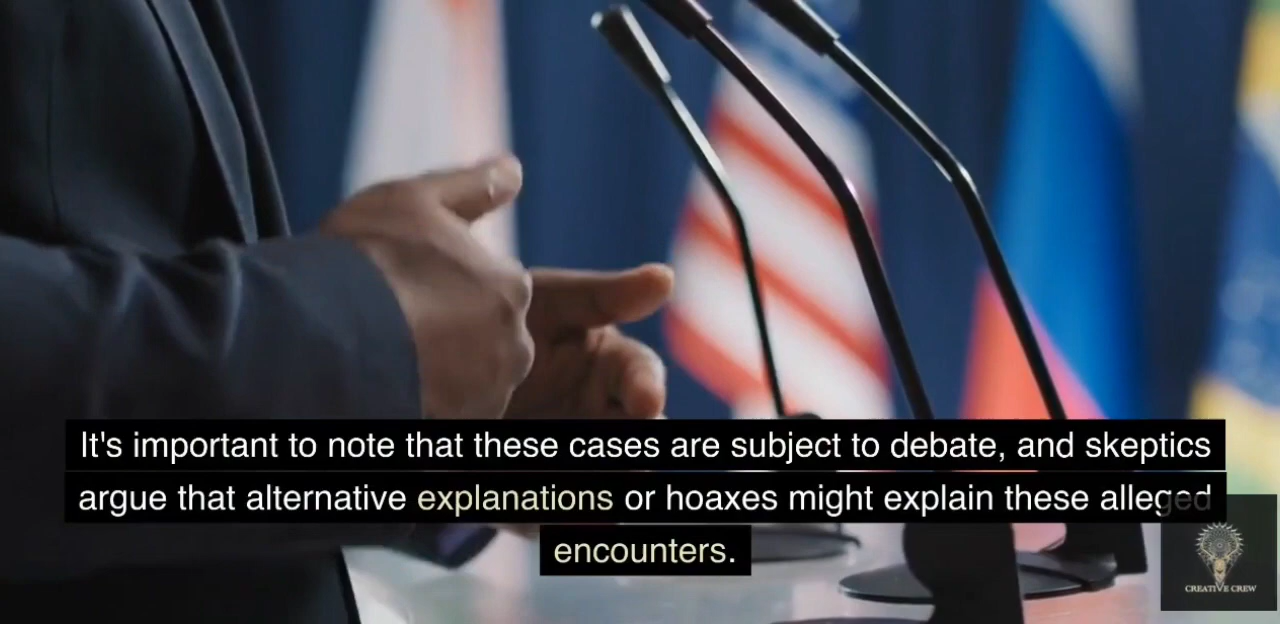 It's important to note that these cases are subject to debate, and skeptics
argue that alternative explanations or hoaxes might explain these alleged
encounters.
CREATIVE CREW